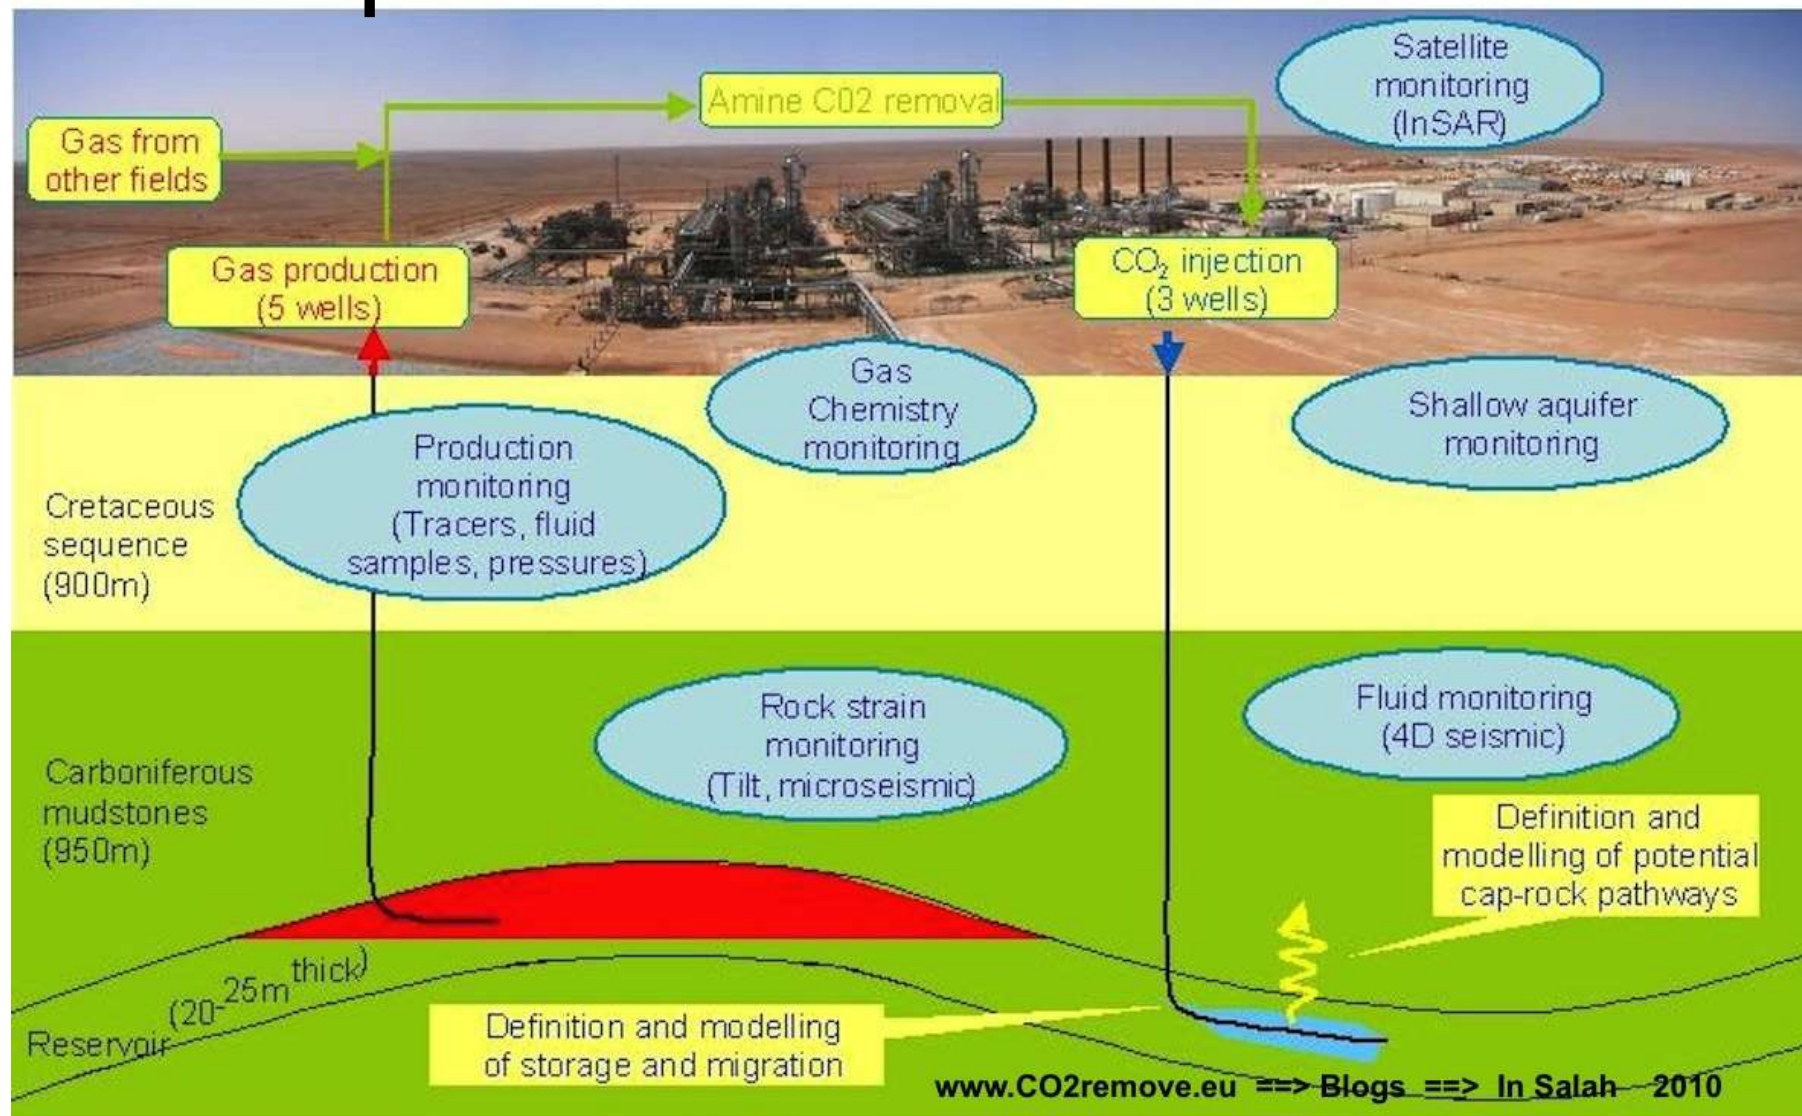 Gas from
other fields
Amine C02 removal
Satellite
monitoring
(InSAR)
Gas production
(5 wells)
CO₂ injection
(3 wells)
Gas
Chemistry
monitoring
Shallow aquifer
monitoring
Production
monitoring
(Tracers, fluid
samples, pressures)
Cretaceous
sequence
(900m)
Rock strain
monitoring
(Tilt, microseismic)
Fluid monitoring
(4D seismic)
Carboniferous
mudstones
(950m)
Definition and
modelling of potential
cap-rock pathways
Reservoir (20-25m thick)
Definition and modelling
of storage and migration
www.CO2remove.eu ==> Blogs ==> In Salah 2010